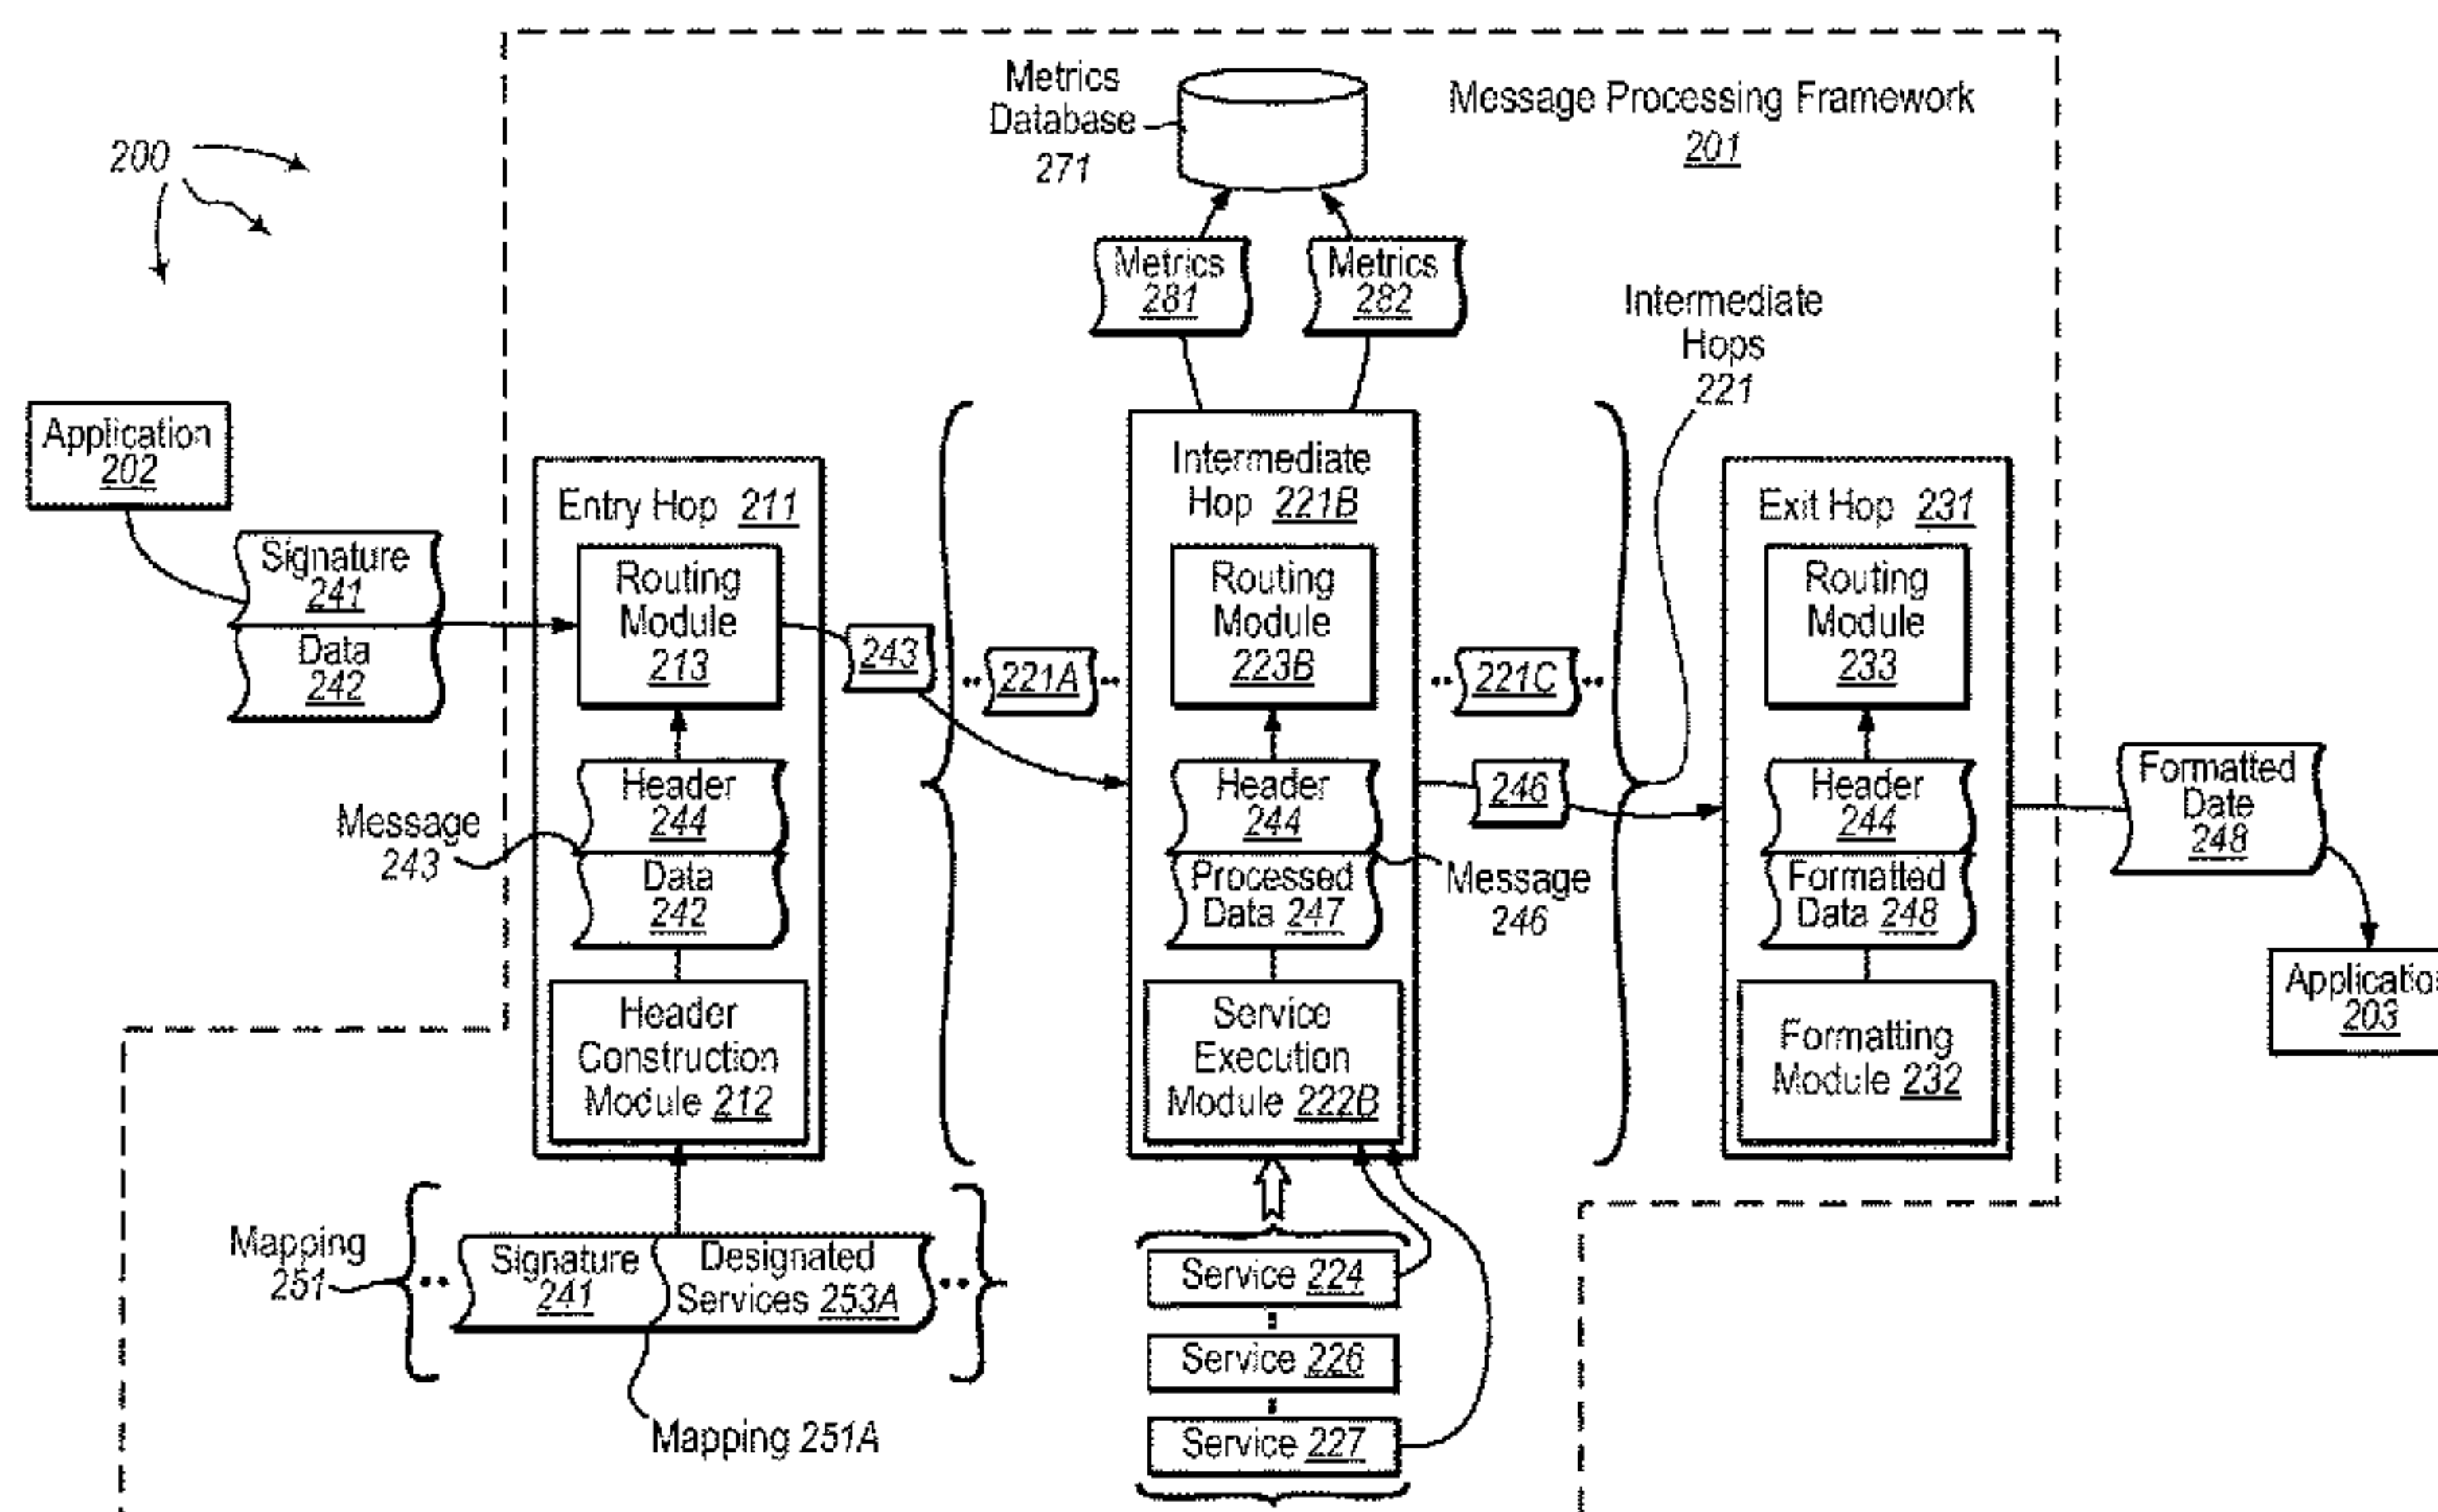 Metrics
Database
271
Message Processing Framework
201
200
Metrics
281
Metrics
282
Intermediate
Hops
221
Application
202
Signature
241
Data
242
Entry Hop 211
Routing
Module
213
243
Header
244
Data
242
Message
243
Header
Construction
Module 212
221A
Intermediate
Hop 221B
Routing
Module
223B
Header
244
Processed
Data 247
Message
246
Service
Execution
Module 222B
221C
246
Exit Hop 231
Routing
Module
233
Header
244
Formatted
Data 248
Formatting
Module 232
Formatted
Date
248
Application
203
Mapping
251
Signature
241
Designated
Services 253A
Mapping 251A
Service 224
Service 226
Service 227